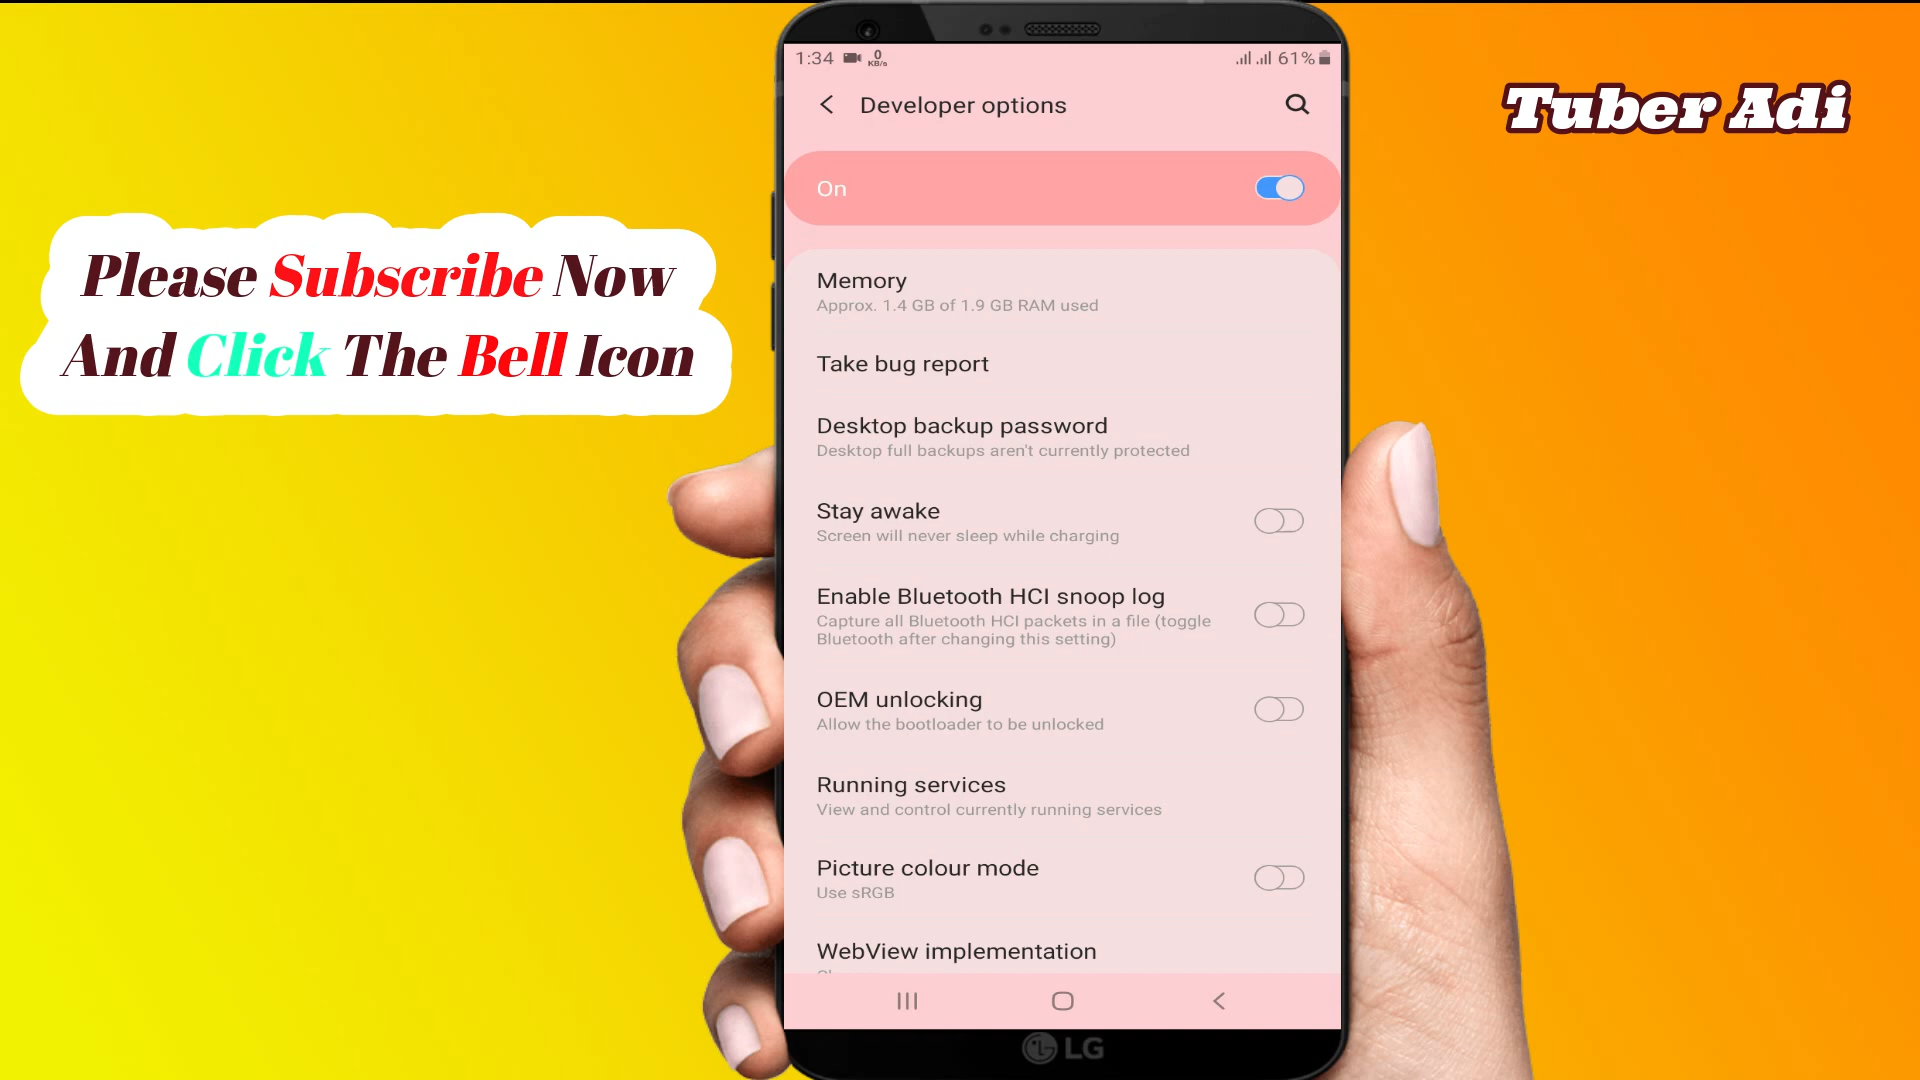 1:34 0 KB/s 61%
Developer options
Tuber Adi
On
Please Subscribe Now
And Click The Bell Icon
Memory
Approx. 1.4 GB of 1.9 GB RAM used
Take bug report
Desktop backup password
Desktop full backups aren't currently protected
Stay awake
Screen will never sleep while charging
Enable Bluetooth HCI snoop log
Capture all Bluetooth HCI packets in a file (toggle
Bluetooth after changing this setting)
OEM unlocking
Allow the bootloader to be unlocked
Running services
View and control currently running services
Picture colour mode
Use sRGB
WebView implementation
LG